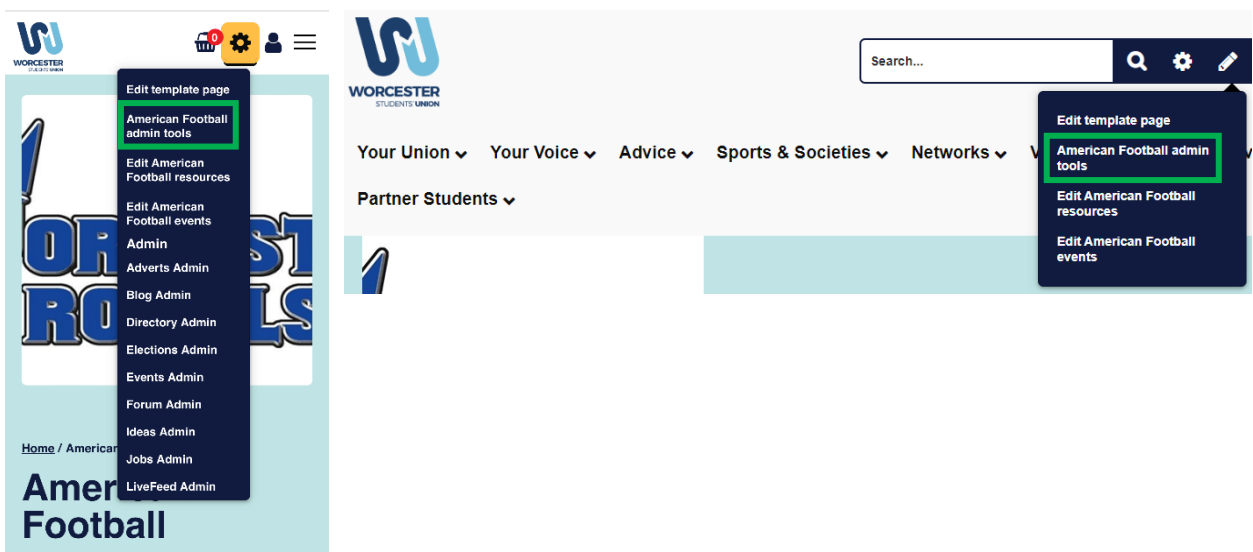 WORCESTER
STUDENTS' UNION
0
Edit template page
American Football
admin tools
Edit American
Football resources
Edit American
Football events
Admin
Adverts Admin
Blog Admin
Directory Admin
Elections Admin
Events Admin
Forum Admin
Ideas Admin
Jobs Admin
LiveFeed Admin
Home / American
Football
WORCESTER
STUDENTS' UNION
Search...
Your Union Your Voice Advice Sports & Societies Networks V
Partner Students
Edit template page
American Football admin
tools
Edit American Football
resources
Edit American Football
events